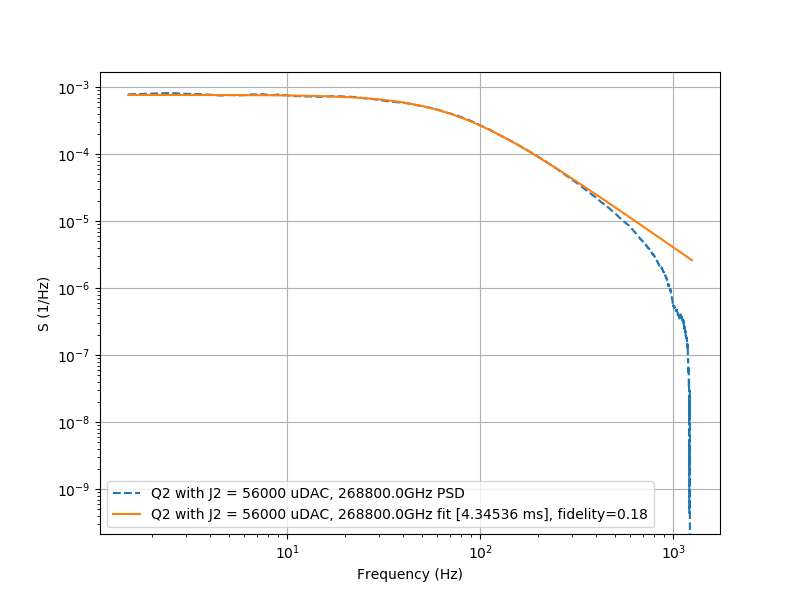 S (1/Hz)
10⁻³
10⁻⁴
10⁻⁵
10⁻⁶
10⁻⁷
10⁻⁸
10⁻⁹
Q2 with J2 = 56000 uDAC, 268800.0GHz PSD
Q2 with J2 = 56000 uDAC, 268800.0GHz fit [4.34536 ms], fidelity=0.18
10¹ 10² 10³
Frequency (Hz)